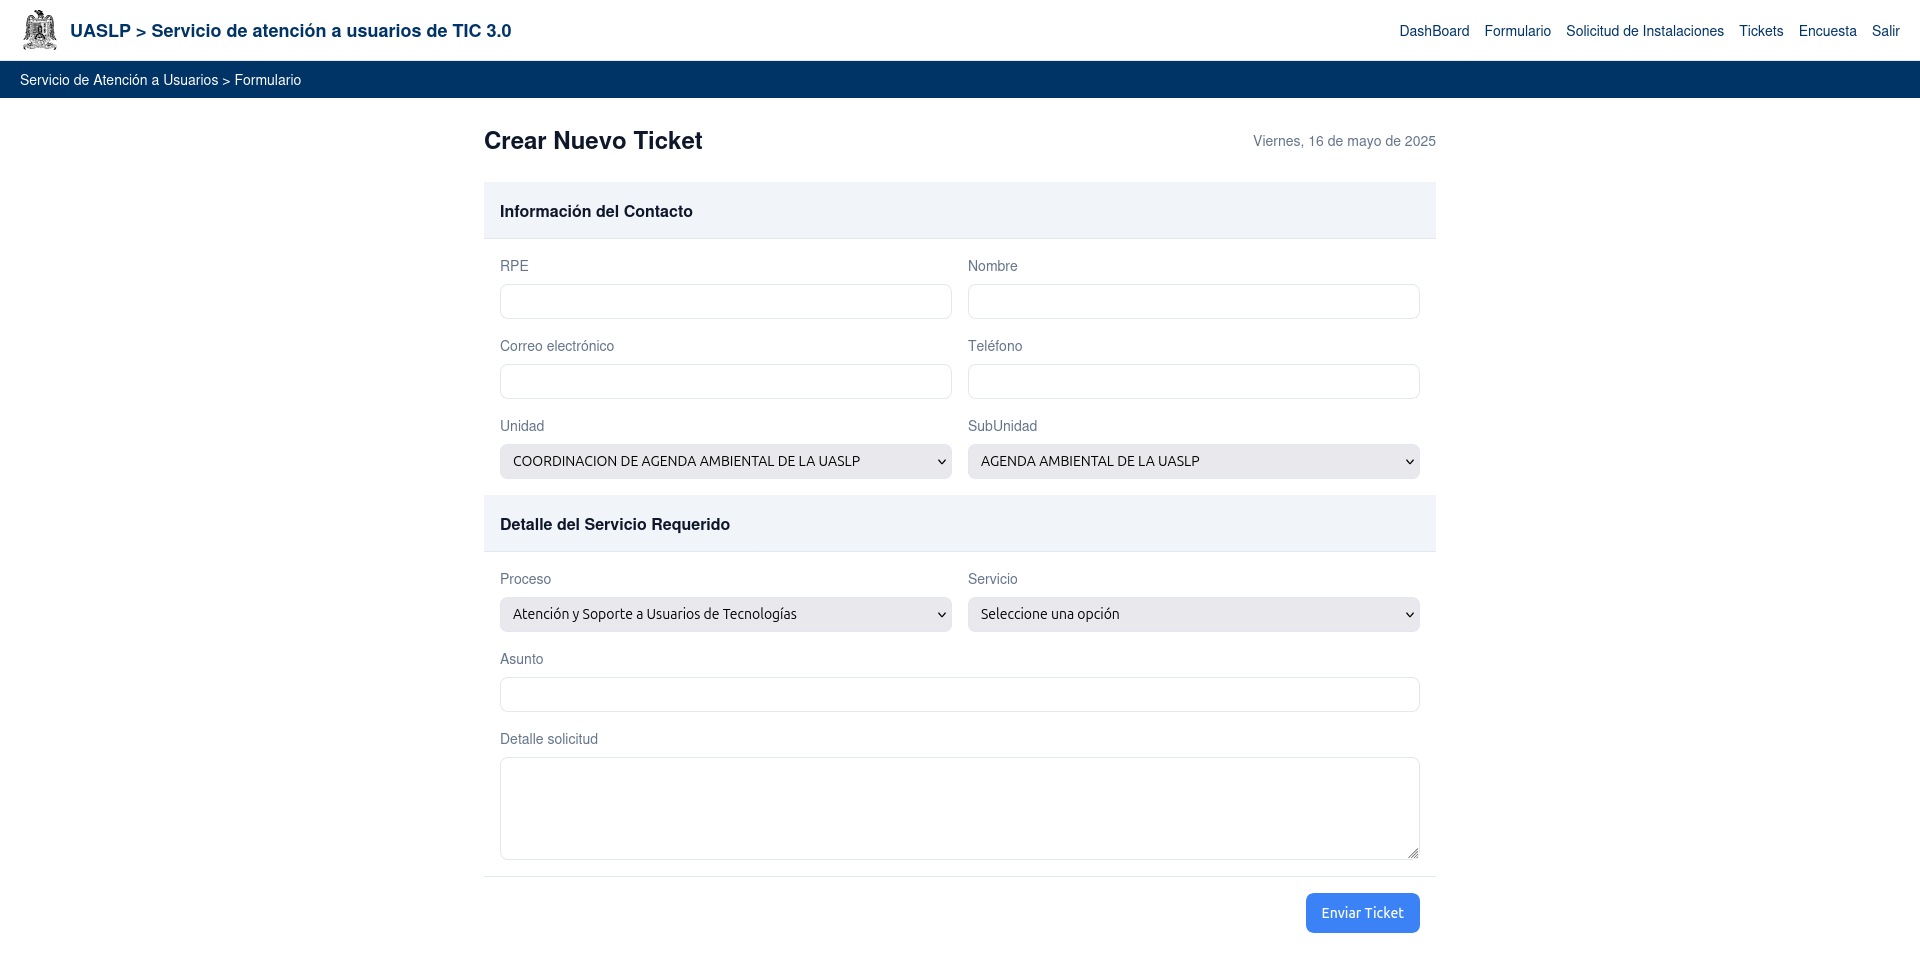 UASLP > Servicio de atención a usuarios de TIC 3.0
DashBoard Formulario Solicitud de Instalaciones Tickets Encuesta Salir
Servicio de Atención a Usuarios > Formulario
Crear Nuevo Ticket
Viernes, 16 de mayo de 2025
Información del Contacto
RPE Nombre
Correo electrónico Teléfono
Unidad SubUnidad
COORDINACION DE AGENDA AMBIENTAL DE LA UASLP AGENDA AMBIENTAL DE LA UASLP
Detalle del Servicio Requerido
Proceso Servicio
Atención y Soporte a Usuarios de Tecnologías Seleccione una opción
Asunto
Detalle solicitud
Enviar Ticket